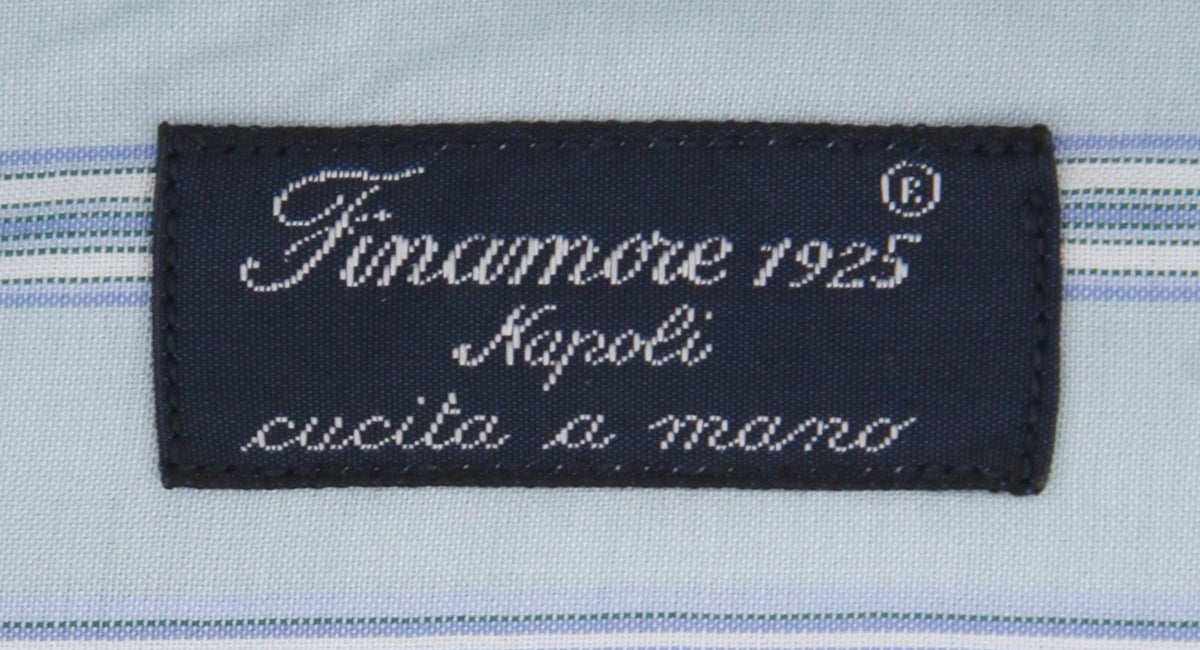 Finamore 1925 ®
Napoli
cucita a mano